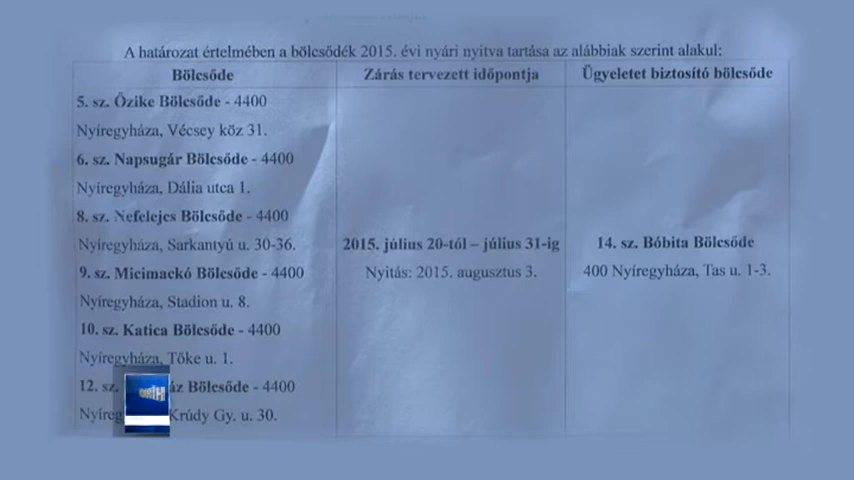 A határozat értelmében a bölcsődék 2015. évi nyári nyitva tartása az alábbiak szerint alakul:
Bölcsőde
Zárás tervezett időpontja
Ügyeletet biztosító bölcsőde
5. sz. Őzike Bölcsőde - 4400
Nyíregyháza, Vécsey köz 31.
6. sz. Napsugár Bölcsőde - 4400
Nyíregyháza, Dália utca 1.
8. sz. Nefelejcs Bölcsőde - 4400
Nyíregyháza, Sarkantyú u. 30-36.
9. sz. Micimackó Bölcsőde - 4400
Nyíregyháza, Stadion u. 8.
10. sz. Katica Bölcsőde - 4400
Nyíregyháza, Tőke u. 1.
12. sz. Bölcsőde - 4400
Krúdy Gy. u. 30.
2015. július 20-tól – július 31-ig
Nyitás: 2015. augusztus 3.
14. sz. Bóbita Bölcsőde
400 Nyíregyháza, Tas u. 1-3.